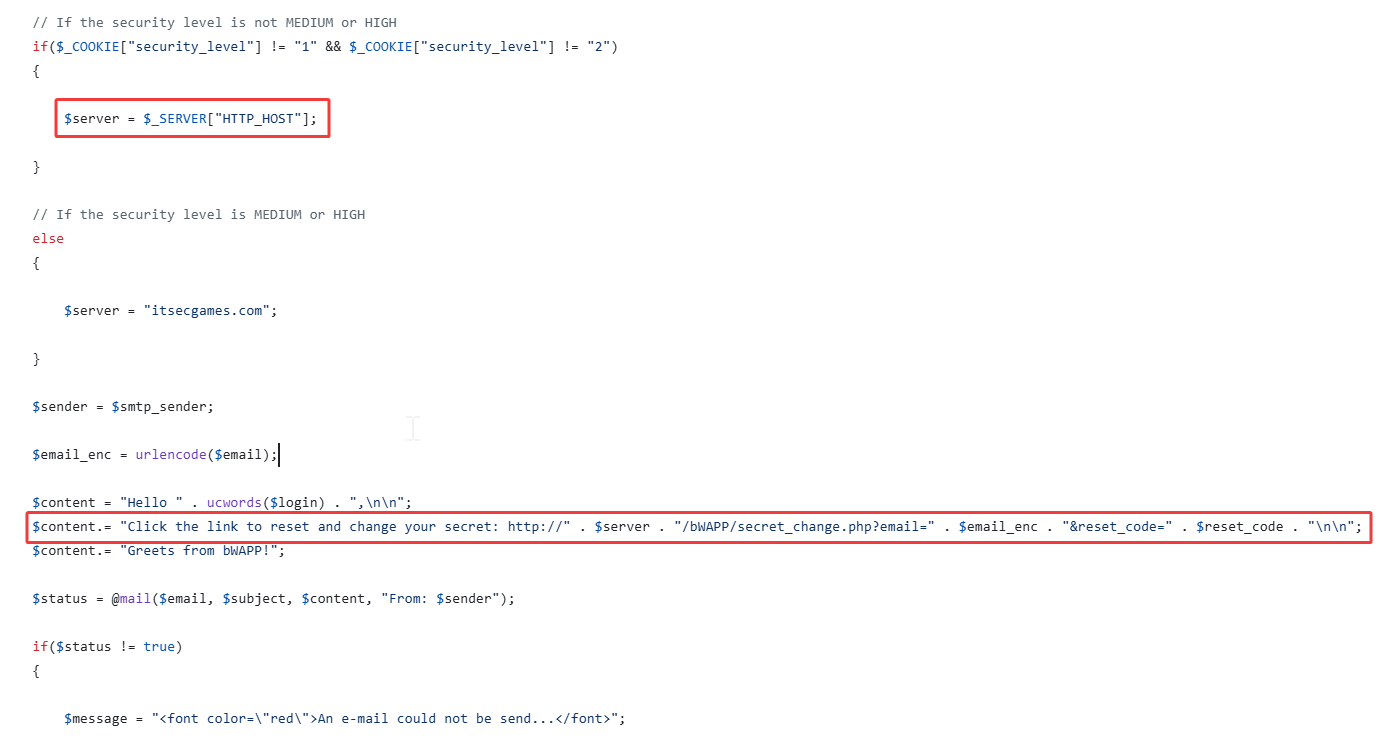 // If the security level is not MEDIUM or HIGH
if($_COOKIE["security_level"] != "1" && $_COOKIE["security_level"] != "2")
{
$server = $_SERVER["HTTP_HOST"];
}
// If the security level is MEDIUM or HIGH
else
{
$server = "itsecgames.com";
}
$sender = $smtp_sender;
$email_enc = urlencode($email);
$content = "Hello " . ucwords($login) . ",\n\n";
$content.= "Click the link to reset and change your secret: http://" . $server . "/bWAPP/secret_change.php?email=" . $email_enc . "&reset_code=" . $reset_code . "\n\n";
$content.= "Greets from bWAPP!";
$status = @mail($email, $subject, $content, "From: $sender");
if($status != true)
{
$message = "<font color=\"red\">An e-mail could not be send...</font>";